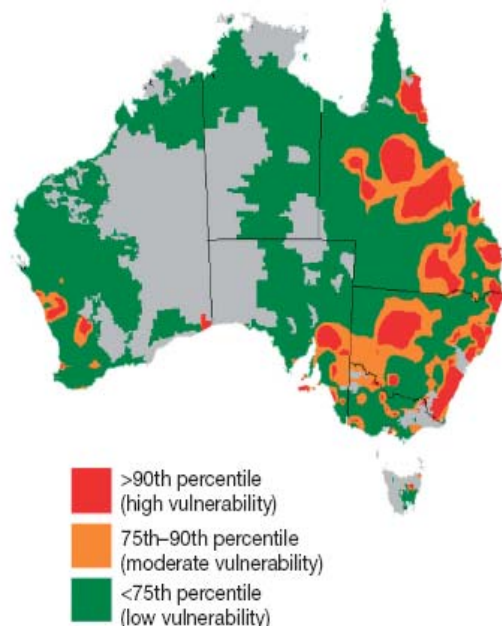 >90th percentile
(high vulnerability)
75th–90th percentile
(moderate vulnerability)
<75th percentile
(low vulnerability)